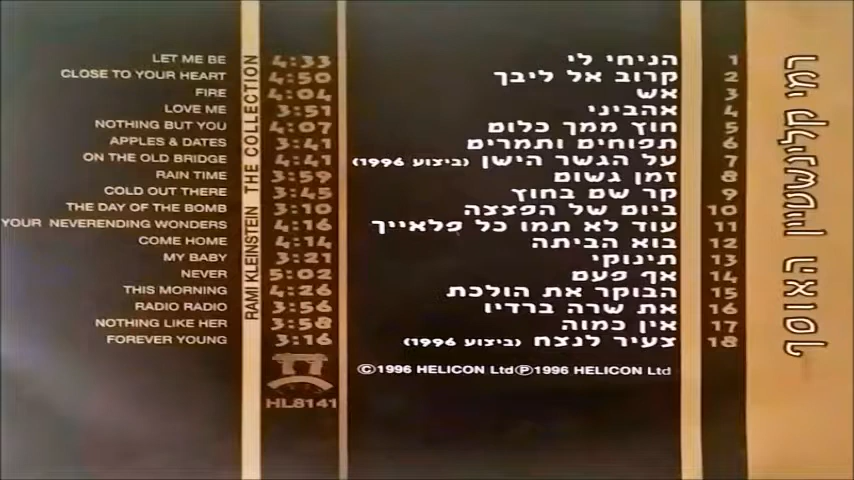 רמי קלינשטיין האוסף
1 הניחי לי 4:33 LET ME BE
2 קרוב אל ליבך 4:50 CLOSE TO YOUR HEART
3 אש 4:04 FIRE
4 אהביני 3:51 LOVE ME
5 חוץ ממך כלום 4:07 NOTHING BUT YOU
6 תפוחים ותמרים 3:41 APPLES & DATES
7 על הגשר הישן (ביצוע 1996) 4:41 ON THE OLD BRIDGE
8 זמן גשום 3:59 RAIN TIME
9 קר שם בחוץ 3:45 COLD OUT THERE
10 ביום של הפצצה 3:10 THE DAY OF THE BOMB
11 עוד לא תמו כל פלאייך 4:16 YOUR NEVERENDING WONDERS
12 בוא הביתה 4:14 COME HOME
13 תינוקי 3:21 MY BABY
14 אף פעם 5:02 NEVER
15 הבוקר את הולכת 4:26 THIS MORNING
16 את שרה ברדיו 3:56 RADIO RADIO
17 אין כמוה 3:58 NOTHING LIKE HER
18 צעיר לנצח (ביצוע 1996) 3:16 FOREVER YOUNG
©1996 HELICON Ltd℗1996 HELICON Ltd
HL8141
RAMI KLEINSTEIN THE COLLECTION